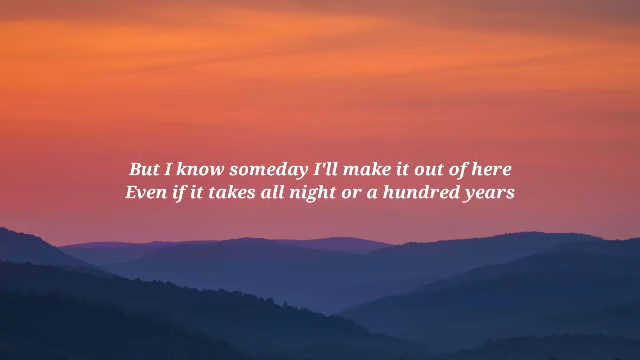 But I know someday I'll make it out of here
Even if it takes all night or a hundred years